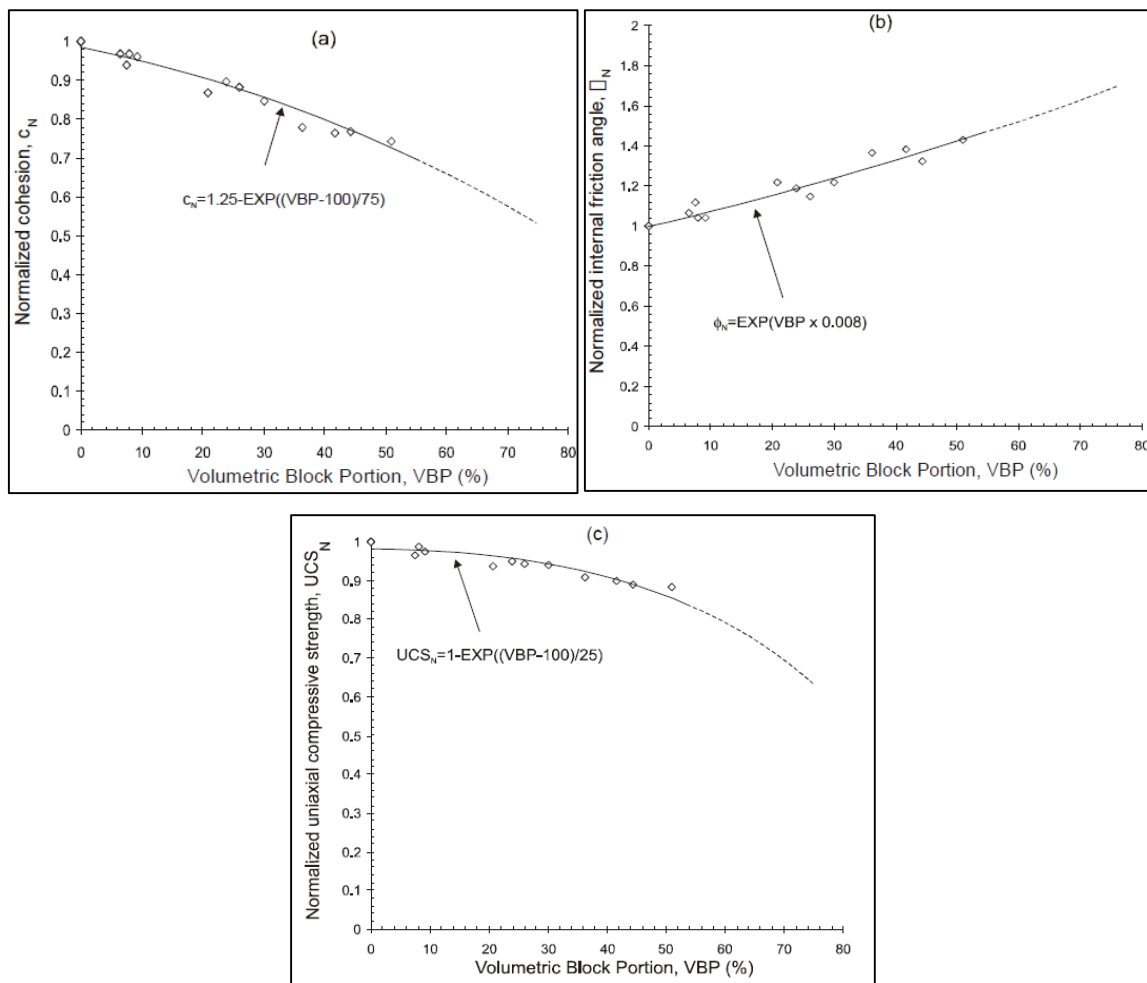 (a)
Normalized cohesion, c_N
1
0.9
0.8
0.7
0.6
0.5
0.4
0.3
0.2
0.1
0
c_N=1.25-EXP((VBP-100)/75)
0 10 20 30 40 50 60 70 80
Volumetric Block Portion, VBP (%)
(b)
Normalized internal friction angle, □_N
2
1.8
1.6
1.4
1.2
1
0.8
0.6
0.4
0.2
0
ϕ_N=EXP(VBP x 0.008)
0 10 20 30 40 50 60 70 80
Volumetric Block Portion, VBP (%)
(c)
Normalized uniaxial compressive strength, UCS_N
1
0.9
0.8
0.7
0.6
0.5
0.4
0.3
0.2
0.1
0
UCS_N=1-EXP((VBP-100)/25)
0 10 20 30 40 50 60 70 80
Volumetric Block Portion, VBP (%)